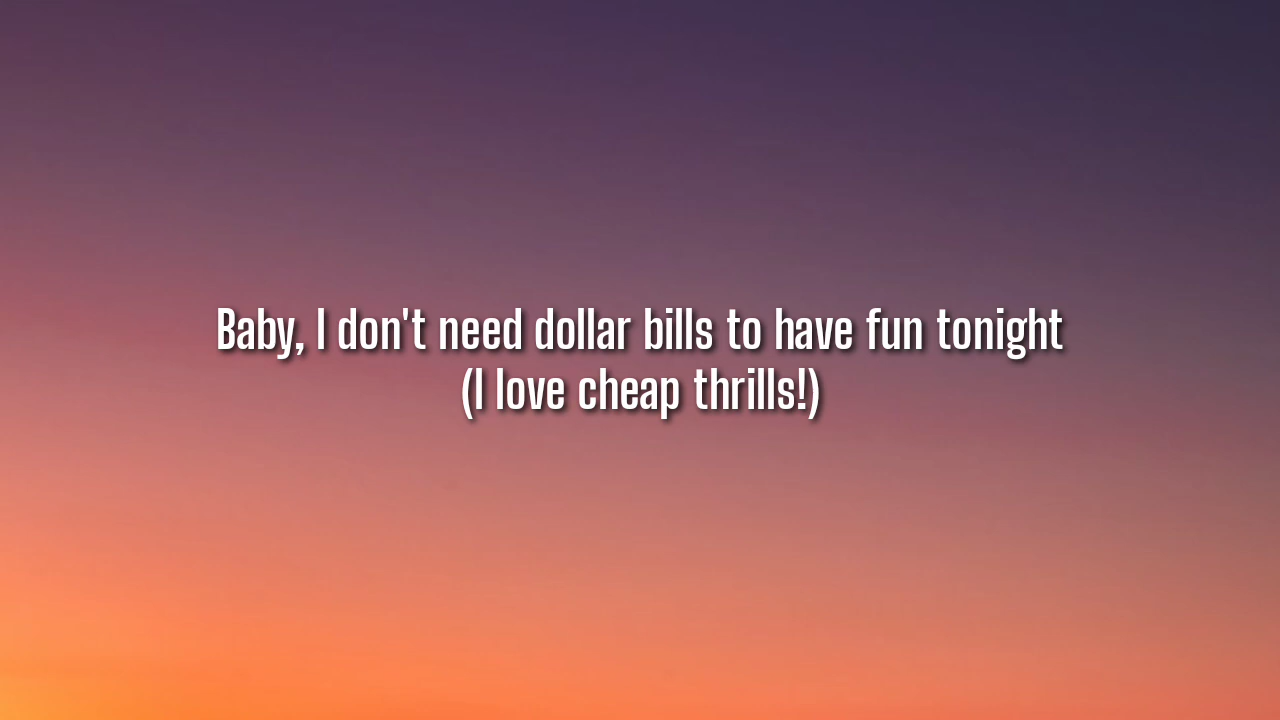 Baby, I don't need dollar bills to have fun tonight
(I love cheap thrills!)